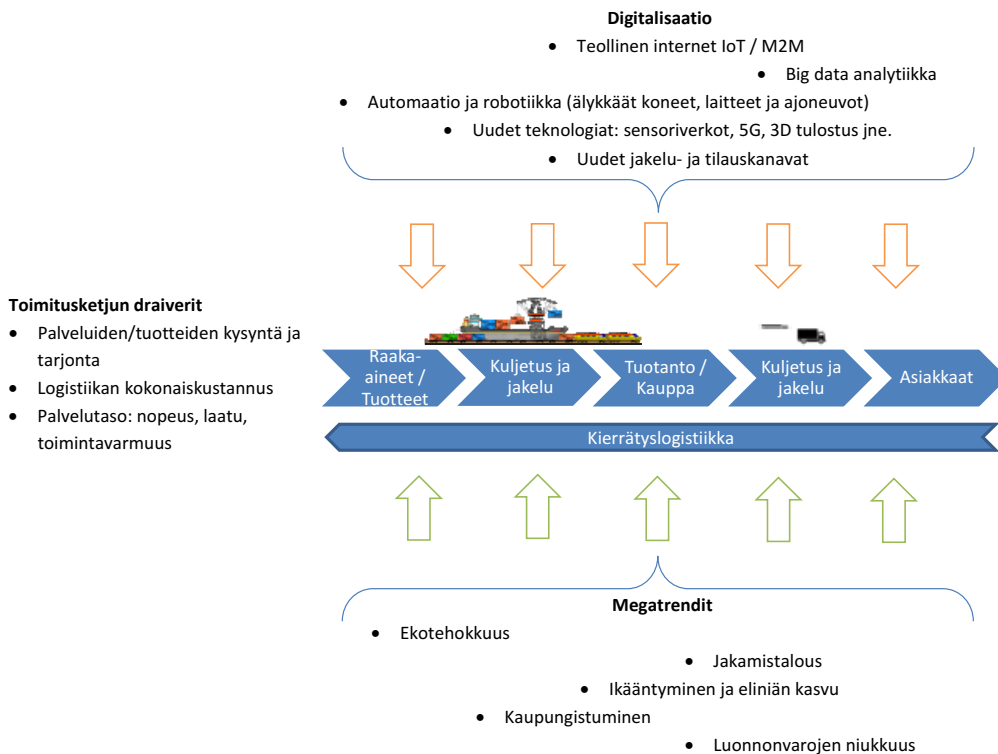 Digitalisaatio
• Teollinen internet IoT / M2M
• Big data analytiikka
• Automaatio ja robotiikka (älykkäät koneet, laitteet ja ajoneuvot)
• Uudet teknologiat: sensoriverkot, 5G, 3D tulostus jne.
• Uudet jakelu- ja tilauskanavat
Toimitusketjun draiverit
• Palveluiden/tuotteiden kysyntä ja
tarjonta
• Logistiikan kokonaiskustannus
• Palvelutaso: nopeus, laatu,
toimintavarmuus
Raaka-
aineet /
Tuotteet
Kuljetus ja
jakelu
Tuotanto /
Kauppa
Kuljetus ja
jakelu
Asiakkaat
Kierrätyslogistiikka
Megatrendit
• Ekotehokkuus
• Jakamistalous
• Ikääntyminen ja eliniän kasvu
• Kaupungistuminen
• Luonnonvarojen niukkuus